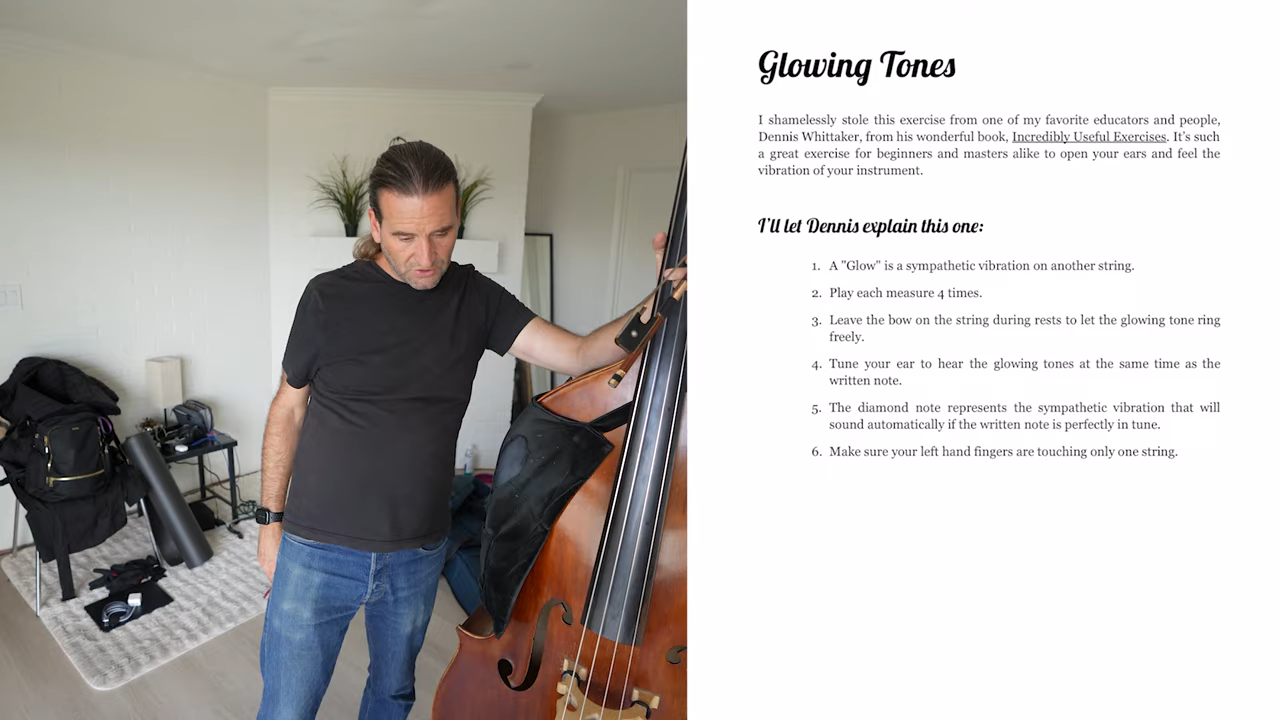 Glowing Tones
I shamelessly stole this exercise from one of my favorite educators and people,
Dennis Whittaker, from his wonderful book, Incredibly Useful Exercises. It's such
a great exercise for beginners and masters alike to open your ears and feel the
vibration of your instrument.
I'll let Dennis explain this one:
1. A "Glow" is a sympathetic vibration on another string.
2. Play each measure 4 times.
3. Leave the bow on the string during rests to let the glowing tone ring
freely.
4. Tune your ear to hear the glowing tones at the same time as the
written note.
5. The diamond note represents the sympathetic vibration that will
sound automatically if the written note is perfectly in tune.
6. Make sure your left hand fingers are touching only one string.